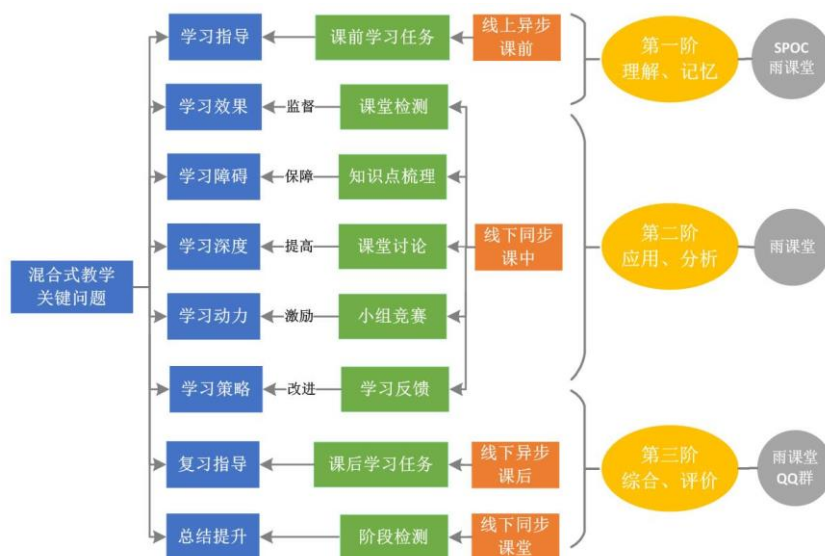 学习指导
课前学习任务
线上异步
课前
第一阶
理解、记忆
SPOC
雨课堂
学习效果
监督
课堂检测
学习障碍
保障
知识点梳理
混合式教学
关键问题
学习深度
提高
课堂讨论
线下同步
课中
第二阶
应用、分析
雨课堂
学习动力
激励
小组竞赛
学习策略
改进
学习反馈
复习指导
课后学习任务
线下异步
课后
第三阶
综合、评价
雨课堂
QQ群
总结提升
阶段检测
线下同步
课堂